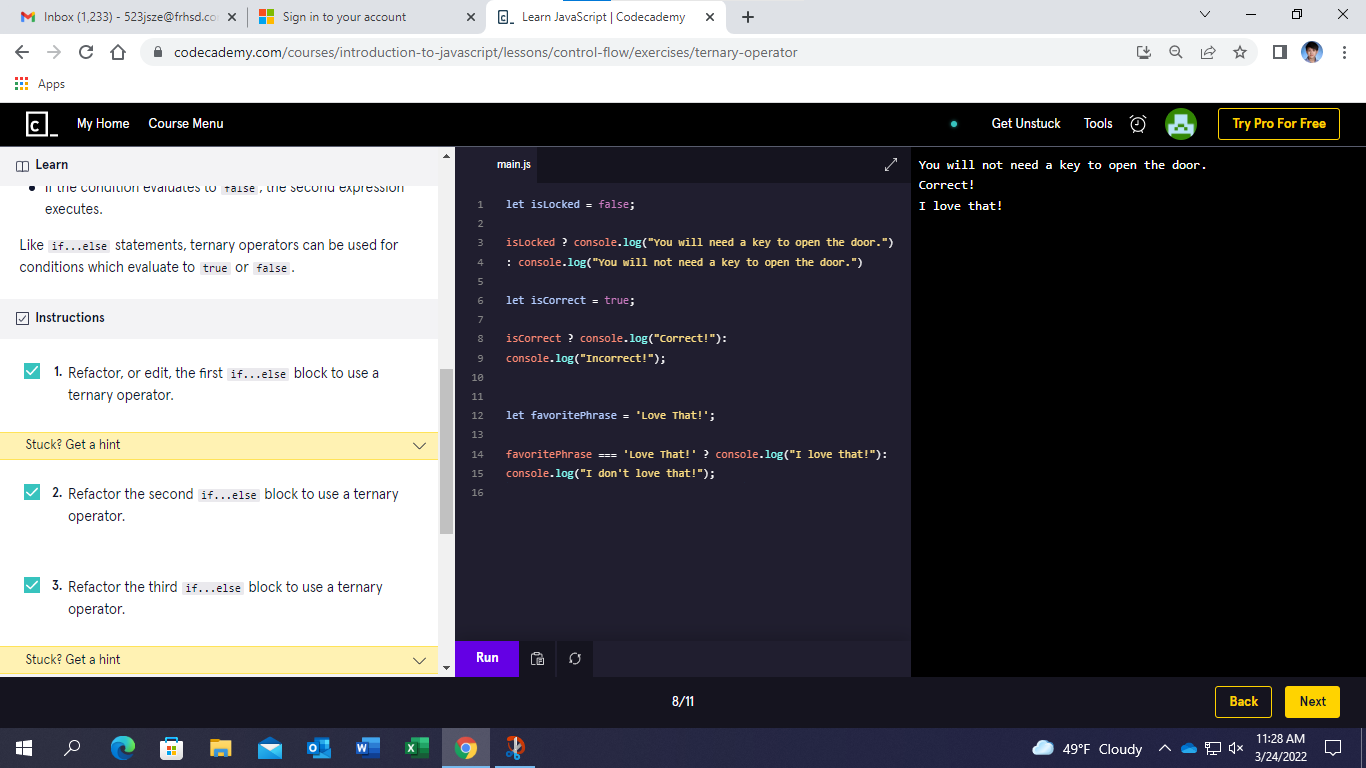 Inbox (1,233) - 523jsze@frhsd.co
Sign in to your account
Learn JavaScript | Codecademy
codecademy.com/courses/introduction-to-javascript/lessons/control-flow/exercises/ternary-operator
Apps
c_
My Home
Course Menu
Get Unstuck
Tools
Try Pro For Free
Learn
If the condition evaluates to false, the second expression
executes.
Like if...else statements, ternary operators can be used for
conditions which evaluate to true or false.
Instructions
1. Refactor, or edit, the first if...else block to use a
ternary operator.
Stuck? Get a hint
2. Refactor the second if...else block to use a ternary
operator.
3. Refactor the third if...else block to use a ternary
operator.
Stuck? Get a hint
main.js
1 let isLocked = false;
2
3 isLocked ? console.log("You will need a key to open the door.")
4 : console.log("You will not need a key to open the door.")
5
6 let isCorrect = true;
7
8 isCorrect ? console.log("Correct!"):
9 console.log("Incorrect!");
10
11
12 let favoritePhrase = 'Love That!';
13
14 favoritePhrase === 'Love That!' ? console.log("I love that!"):
15 console.log("I don't love that!");
16
Run
You will not need a key to open the door.
Correct!
I love that!
8/11
Back
Next
49°F Cloudy
11:28 AM
3/24/2022